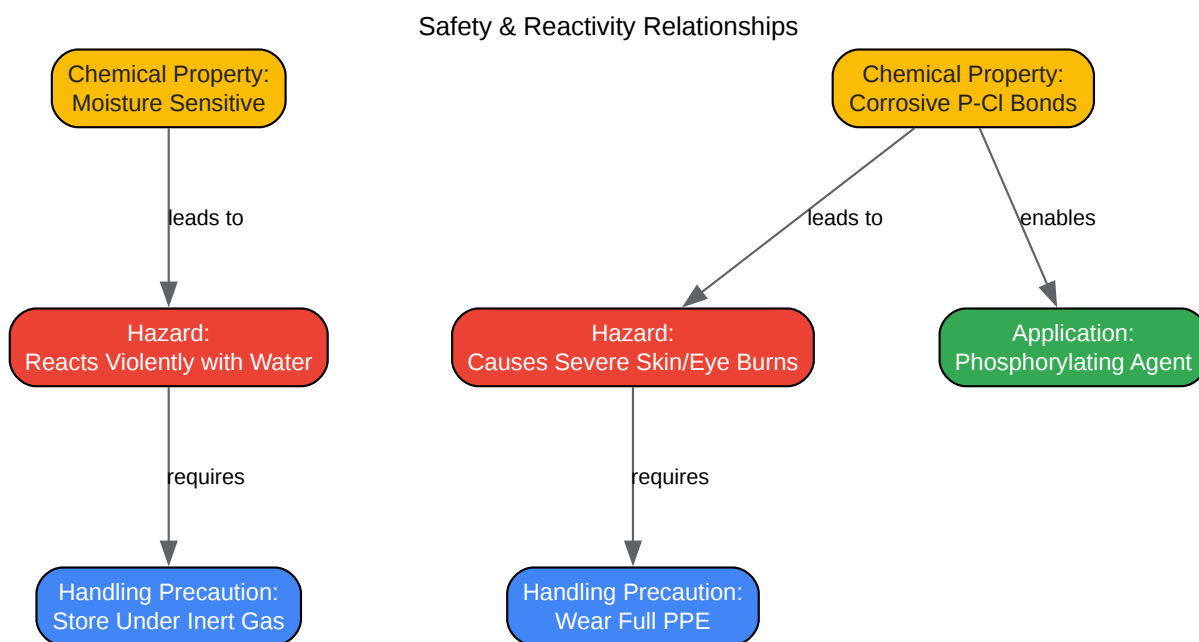 Safety & Reactivity Relationships
Chemical Property:
Moisture Sensitive
Chemical Property:
Corrosive P-Cl Bonds
leads to
leads to
enables
Hazard:
Reacts Violently with Water
Hazard:
Causes Severe Skin/Eye Burns
Application:
Phosphorylating Agent
requires
requires
Handling Precaution:
Store Under Inert Gas
Handling Precaution:
Wear Full PPE